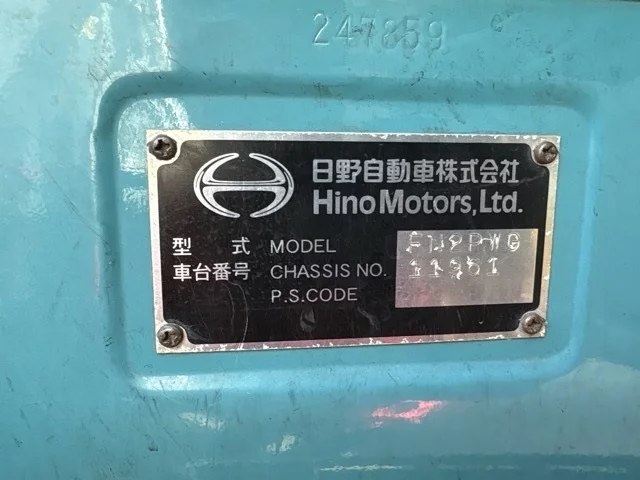 247859
日野自動車株式会社
Hino Motors, Ltd.
型 式 MODEL
車台番号 CHASSIS NO.
P.S.CODE